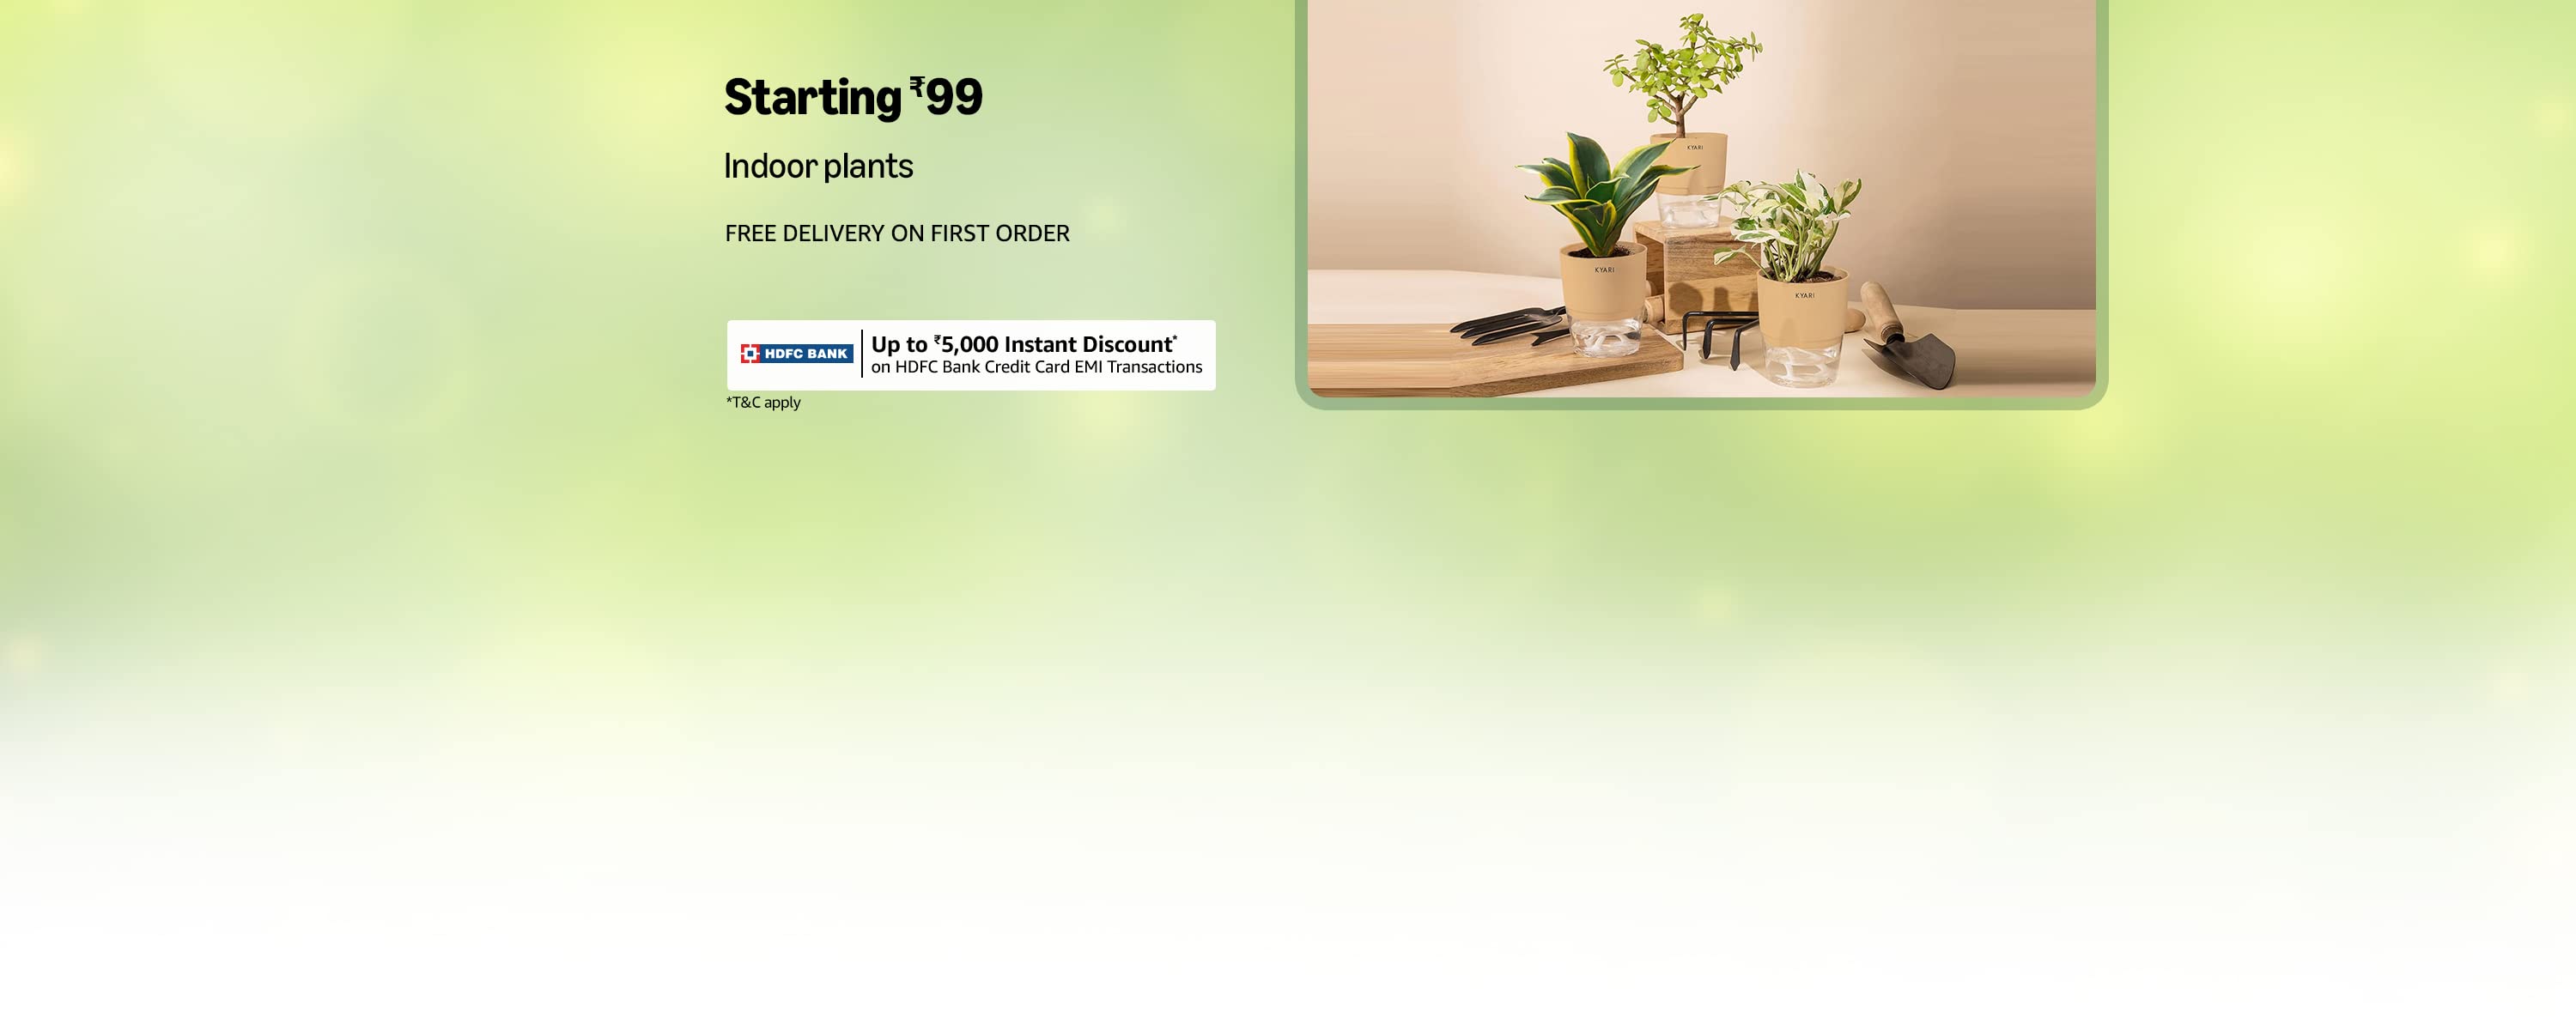 Starting ₹99
Indoor plants
FREE DELIVERY ON FIRST ORDER
HDFC BANK
Up to ₹5,000 Instant Discount*
on HDFC Bank Credit Card EMI Transactions
*T&C apply
KYARI
KYARI
KYARI